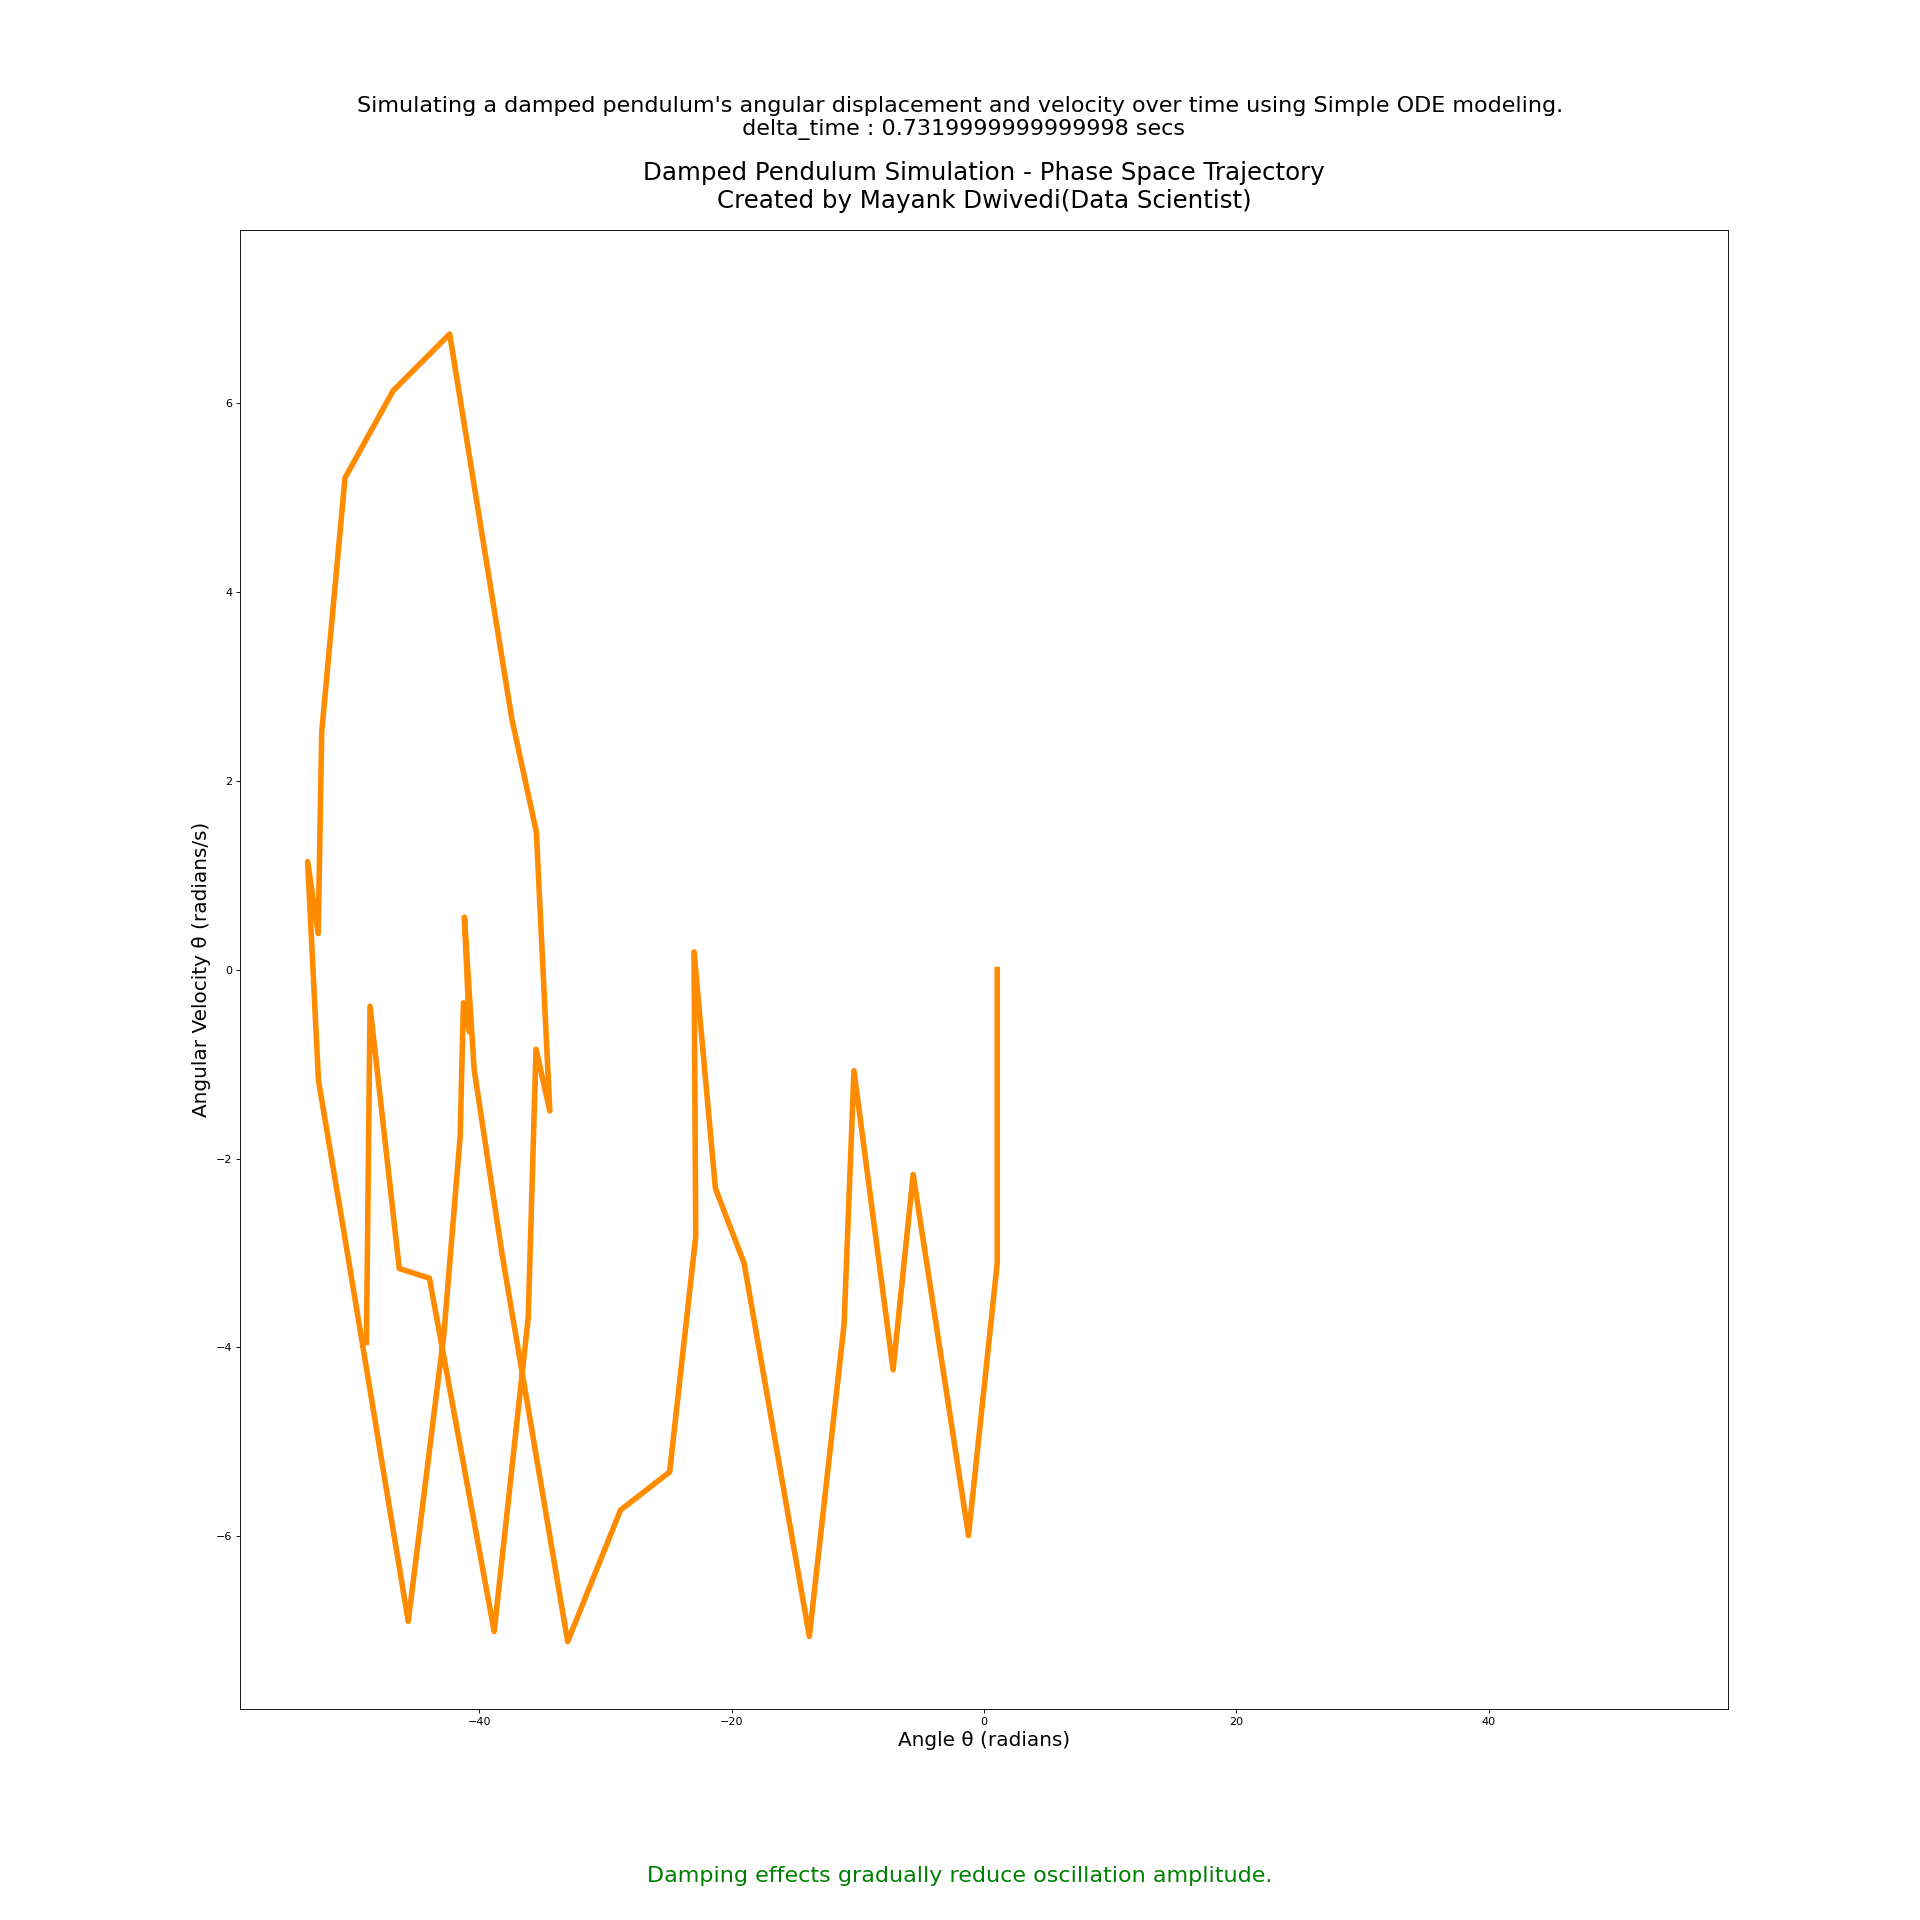 Simulating a damped pendulum's angular displacement and velocity over time using Simple ODE modeling.
delta_time : 0.7319999999999998 secs
Damped Pendulum Simulation - Phase Space Trajectory
Created by Mayank Dwivedi(Data Scientist)
Angular Velocity θ (radians/s)
6
4
2
0
−2
−4
−6
−40
−20
0
20
40
Angle θ (radians)
Damping effects gradually reduce oscillation amplitude.